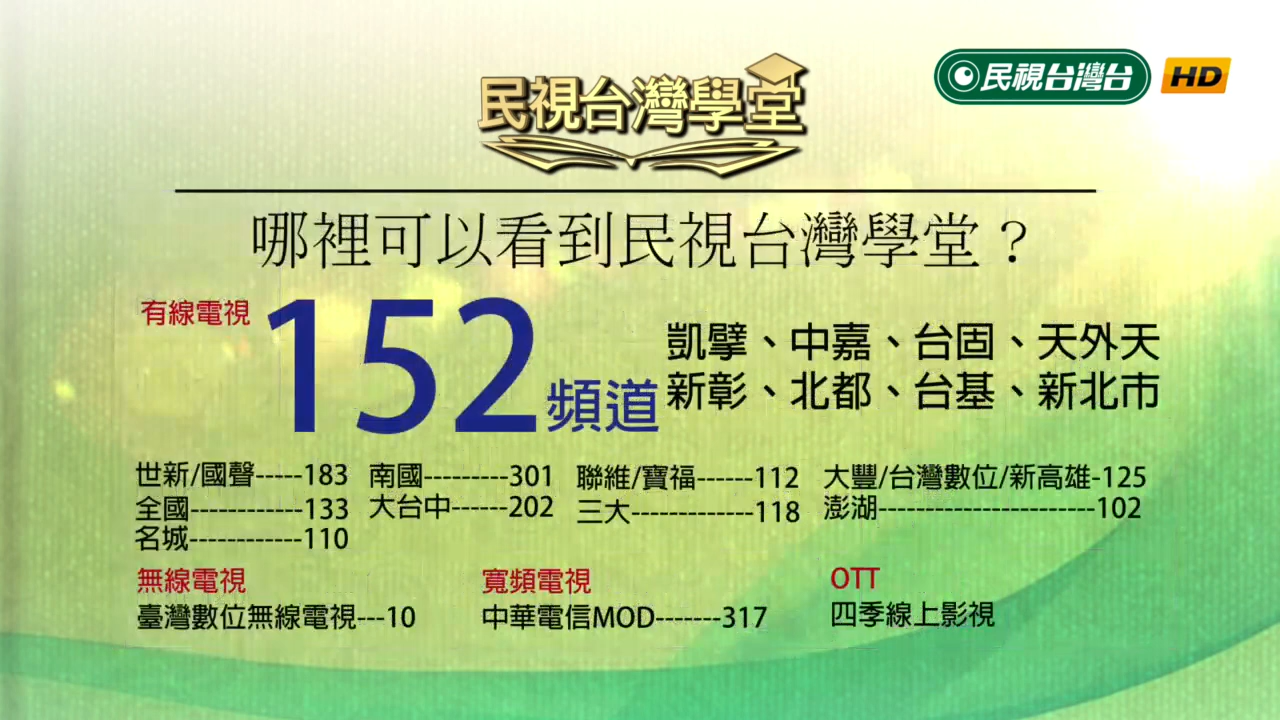 民視台灣學堂
民視台灣台 HD
哪裡可以看到民視台灣學堂？
有線電視
152頻道
凱擘、中嘉、台固、天外天
新彰、北都、台基、新北市
世新/國聲-----183 南國---------301 聯維/寶福------112 大豐/台灣數位/新高雄-125
全國------------133 大台中------202 三大-------------118 澎湖-----------------------102
名城------------110
無線電視 寬頻電視 OTT
臺灣數位無線電視---10 中華電信MOD-------317 四季線上影視